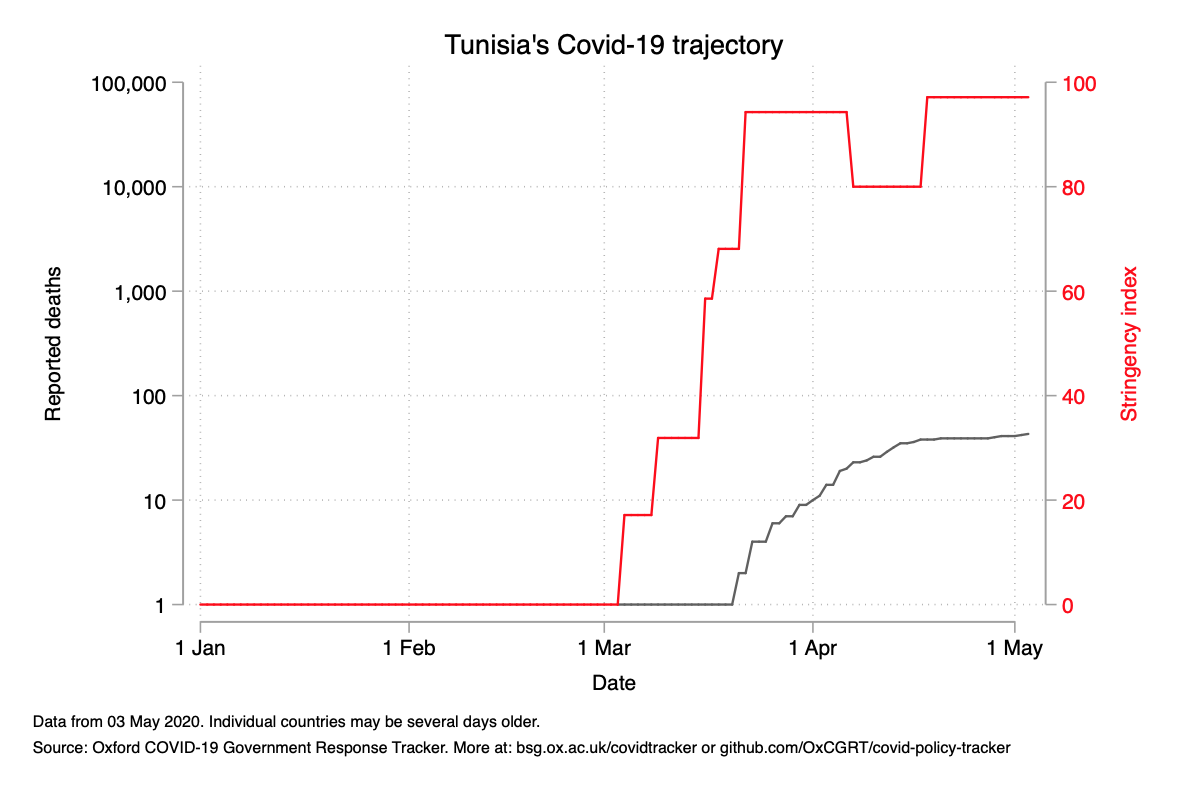 Tunisia's Covid-19 trajectory
100,000
10,000
1,000
100
10
1
Reported deaths
100
80
60
40
20
0
Stringency index
1 Jan
1 Feb
1 Mar
1 Apr
1 May
Date
Data from 03 May 2020. Individual countries may be several days older.
Source: Oxford COVID-19 Government Response Tracker. More at: bsg.ox.ac.uk/covidtracker or github.com/OxCGRT/covid-policy-tracker